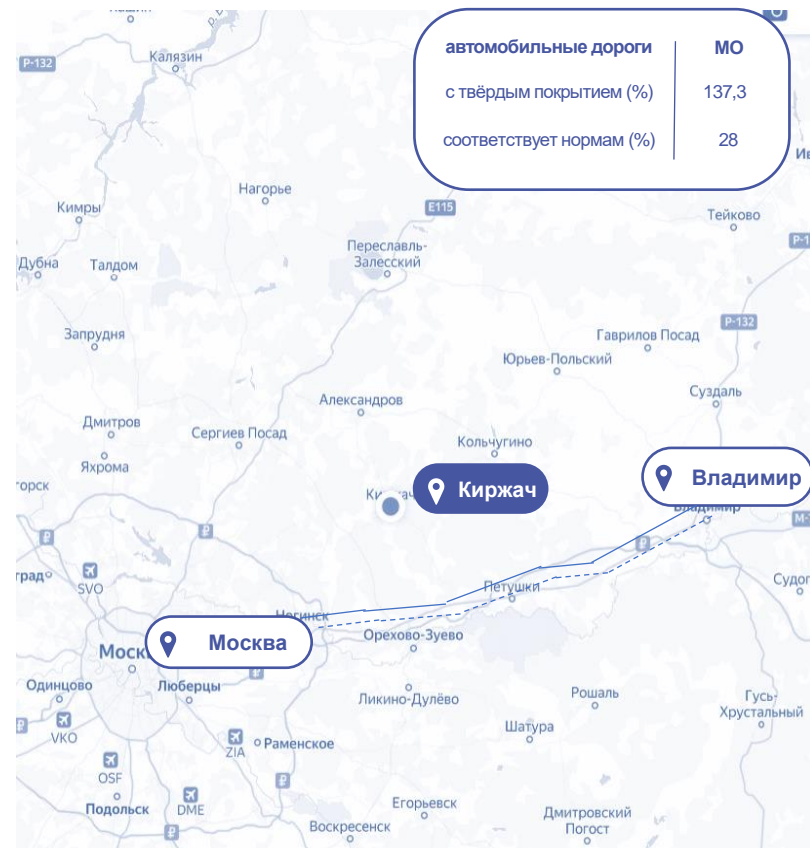 Р-132
Калязин
автомобильные дороги МО
с твёрдым покрытием (%) 137,3
соответствует нормам (%) 28
Нагорье
Кимры
Е115
Тейково
Переславль-
Залесский
Дубна
Талдом
Р-132
Запрудня
Гаврилов Посад
Юрьев-Польский
Суздаль
Александров
Дмитров
Сергиев Посад
Кольчугино
Яхрома
горск
Киржач
Владимир
Владимир
SVO
Петушки
Ногинск
Москва
Орехово-Зуево
Одинцово
Люберцы
Ликино-Дулёво
Рошаль
Гусь-
Хрустальный
VKO
ZIA
Раменское
Шатура
OSF
Подольск
DME
Егорьевск
Воскресенск
Дмитровский
Погост